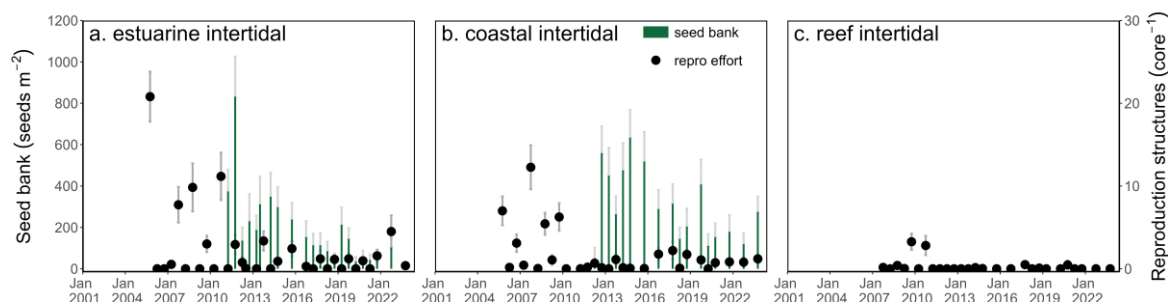 1200
1000
800
600
400
200
0
Seed bank (seeds m⁻²)
a. estuarine intertidal
Jan 2001
Jan 2004
Jan 2007
Jan 2010
Jan 2013
Jan 2016
Jan 2019
Jan 2022
b. coastal intertidal
seed bank
repro effort
Jan 2001
Jan 2004
Jan 2007
Jan 2010
Jan 2013
Jan 2016
Jan 2019
Jan 2022
c. reef intertidal
Jan 2001
Jan 2004
Jan 2007
Jan 2010
Jan 2013
Jan 2016
Jan 2019
Jan 2022
30
20
10
0
Reproduction structures (core⁻¹)